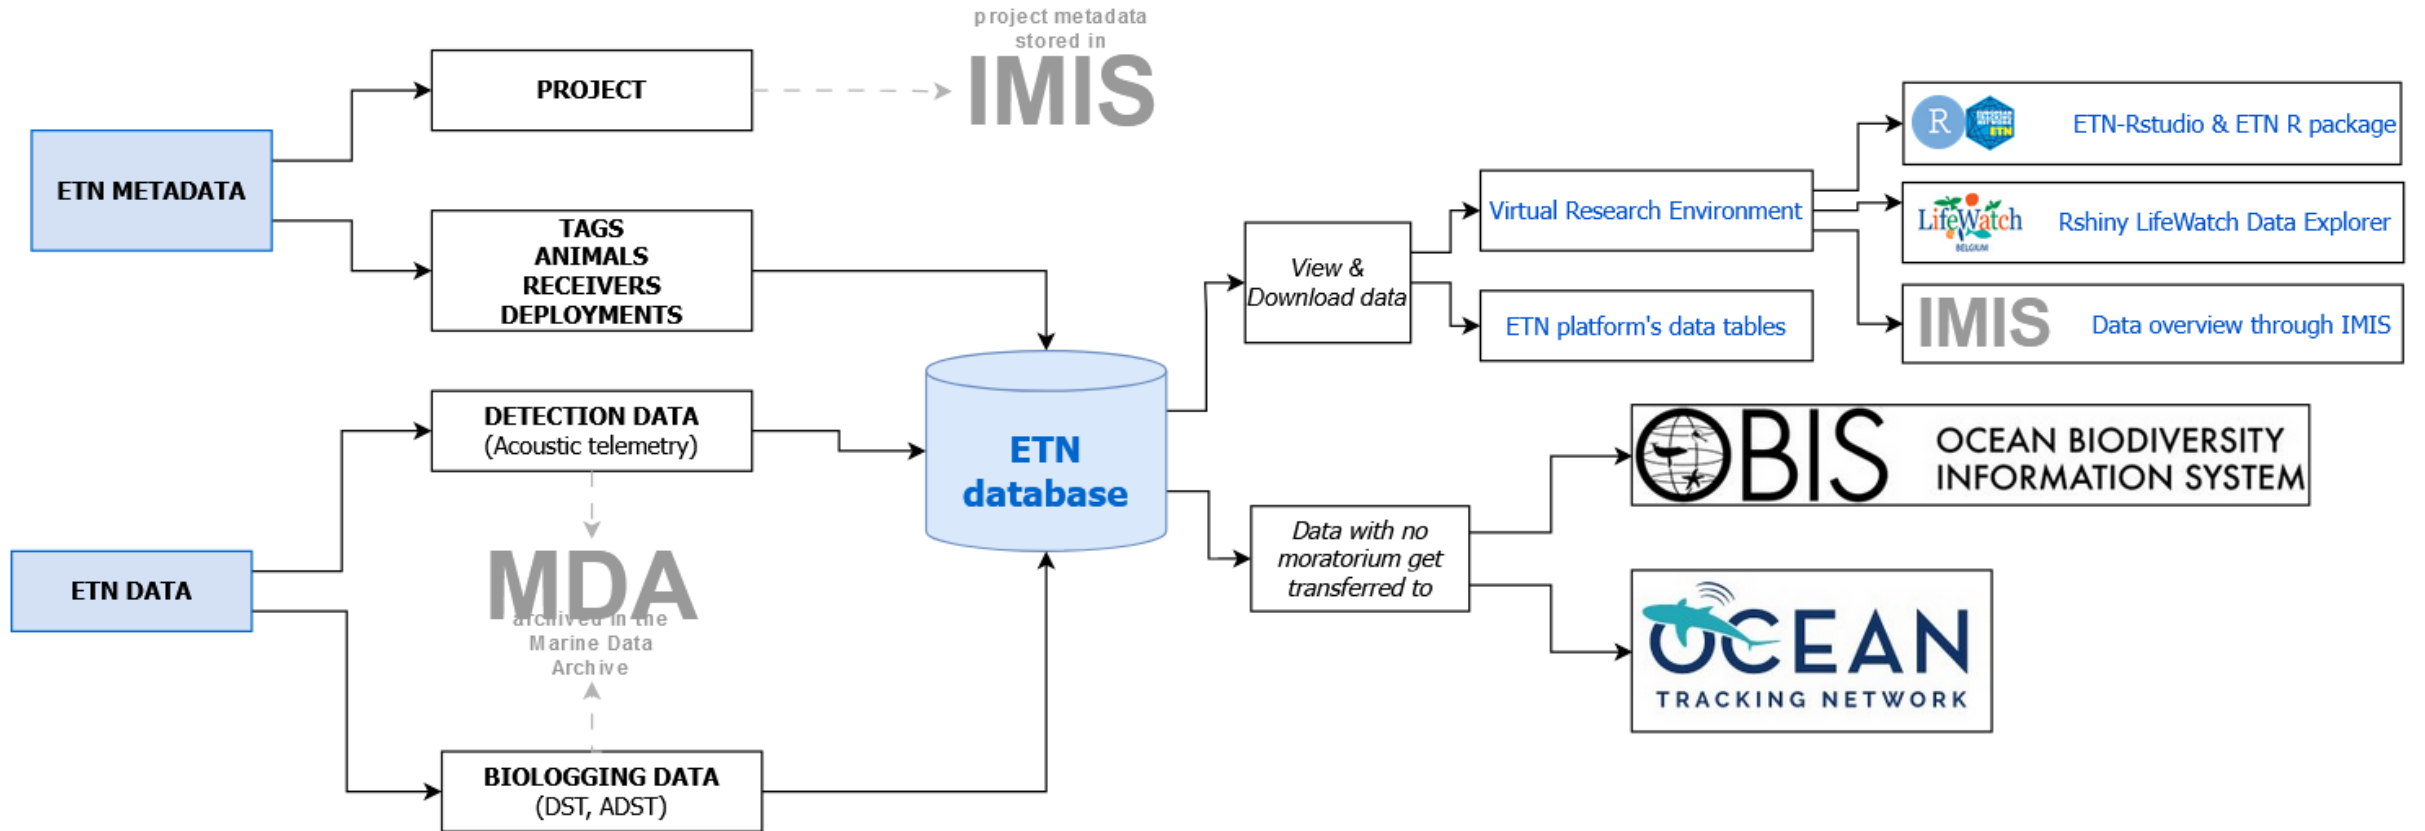 project metadata
stored in
IMIS
PROJECT
ETN METADATA
TAGS
ANIMALS
RECEIVERS
DEPLOYMENTS
DETECTION DATA
(Acoustic telemetry)
ETN DATA
MDA
archived in the
Marine Data
Archive
BIOLOGGING DATA
(DST, ADST)
ETN
database
View &
Download data
Virtual Research Environment
ETN platform's data tables
R
EUROPEAN
NETWORK
ETN
ETN-Rstudio & ETN R package
LifeWatch
BELGIUM
Rshiny LifeWatch Data Explorer
IMIS
Data overview through IMIS
Data with no
moratorium get
transferred to
OBIS
OCEAN BIODIVERSITY
INFORMATION SYSTEM
OCEAN
TRACKING NETWORK